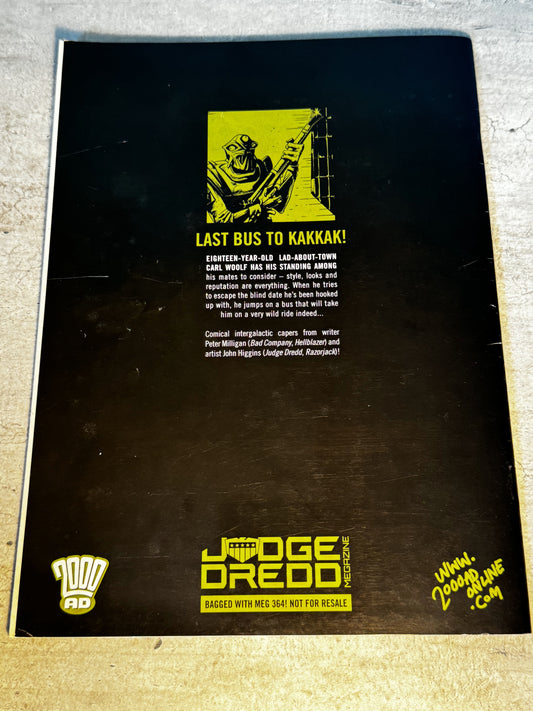 LAST BUS TO KAKKAK!
EIGHTEEN-YEAR-OLD LAD-ABOUT-TOWN
CARL WOOLF HAS HIS STANDING AMONG
his mates to consider – style, looks and
reputation are everything. When he tries
to escape the blind date he's been hooked
up with, he jumps on a bus that will take
him on a very wild ride indeed...
Comical intergalactic capers from writer
Peter Milligan (Bad Company, Hellblazer) and
artist John Higgins (Judge Dredd, Razorjack)!
JUDGE
DREDD
MEGAZINE
BAGGED WITH MEG 364! NOT FOR RESALE
2000
AD
WWW.
2000AD
ONLINE
.COM